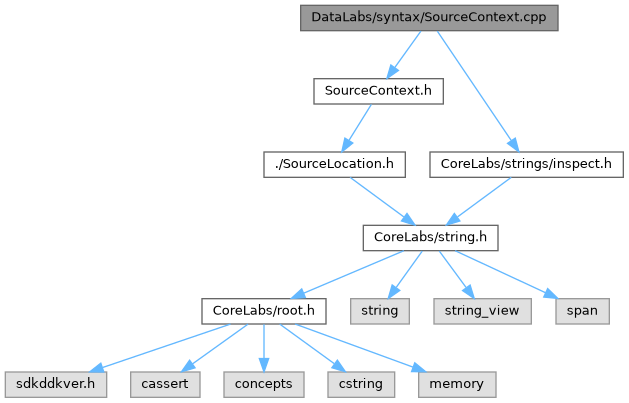 DataLabs/syntax/SourceContext.cpp
SourceContext.h
./SourceLocation.h
CoreLabs/strings/inspect.h
CoreLabs/string.h
CoreLabs/root.h
string
string_view
span
sdkddkver.h
cassert
concepts
cstring
memory